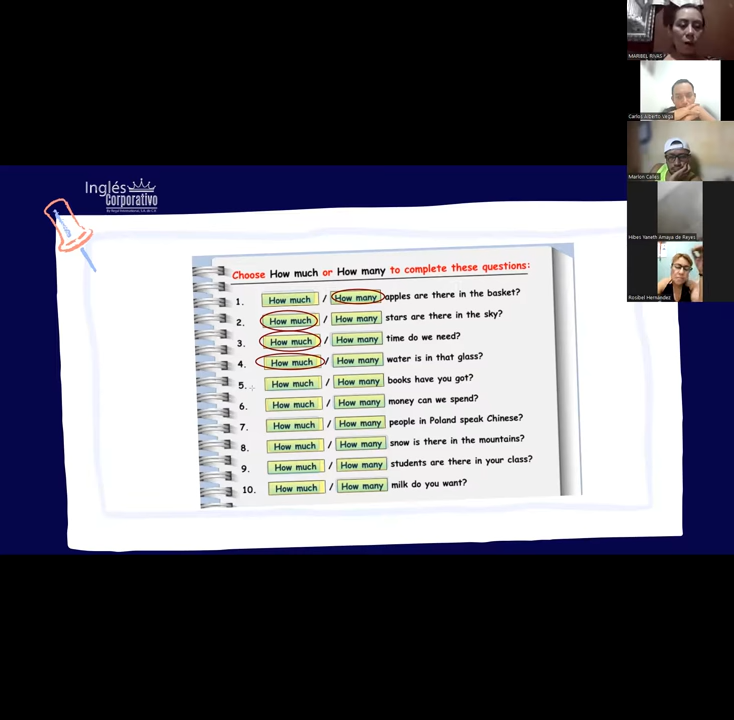 Inglés
Corporativo
Choose How much or How many to complete these questions:
1. How much / How many apples are there in the basket?
2. How much / How many stars are there in the sky?
3. How much / How many time do we need?
4. How much / How many water is in that glass?
5. How much / How many books have you got?
6. How much / How many money can we spend?
7. How much / How many people in Poland speak Chinese?
8. How much / How many snow is there in the mountains?
9. How much / How many students are there in your class?
10. How much / How many milk do you want?
MARIBEL RIVAS
Carlos Alberto Vega
Marlon Calles
Hibes Yaneth Amaya de Reyes
Rosibel Hernández